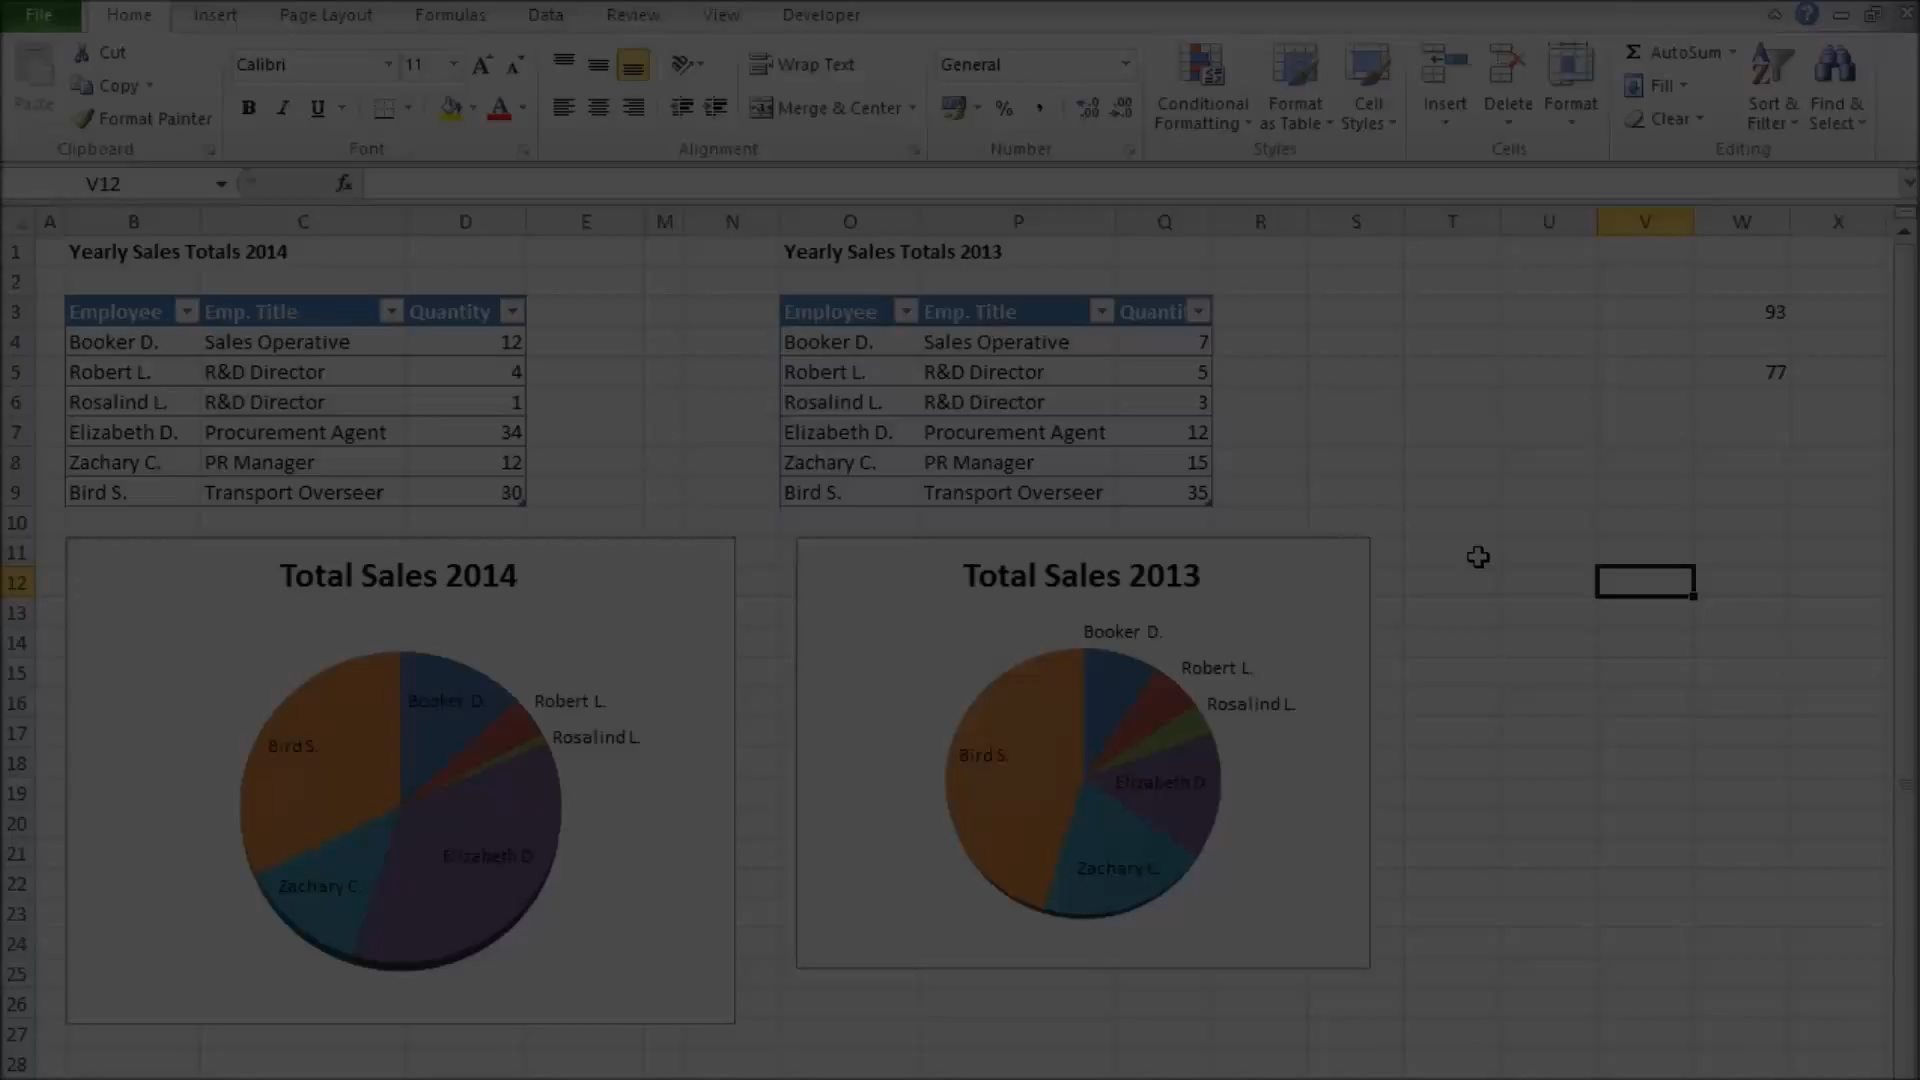 File Home Insert Page Layout Formulas Data Review View Developer
Cut
Copy
Paste
Format Painter
Clipboard
Calibri 11
B I U
Font
Wrap Text
Merge & Center
Alignment
General
Number
Conditional Formatting
Format as Table
Cell Styles
Styles
Insert Delete Format
Cells
AutoSum
Fill
Clear
Sort & Filter
Find & Select
Editing
V12 fx
A B C D E M N O P Q R S T U V W X
1 Yearly Sales Totals 2014 Yearly Sales Totals 2013
2
3 Employee Emp. Title Quantity Employee Emp. Title Quanti 93
4 Booker D. Sales Operative 12 Booker D. Sales Operative 7
5 Robert L. R&D Director 4 Robert L. R&D Director 5 77
6 Rosalind L. R&D Director 1 Rosalind L. R&D Director 3
7 Elizabeth D. Procurement Agent 34 Elizabeth D. Procurement Agent 12
8 Zachary C. PR Manager 12 Zachary C. PR Manager 15
9 Bird S. Transport Overseer 30 Bird S. Transport Overseer 35
10
11
12
13
14
15
16
17
18
19
20
21
22
23
24
25
26
27
28
Total Sales 2014
Booker D.
Robert L.
Rosalind L.
Bird S.
Elizabeth D.
Zachary C.
Total Sales 2013
Booker D.
Robert L.
Rosalind L.
Bird S.
Elizabeth D.
Zachary C.